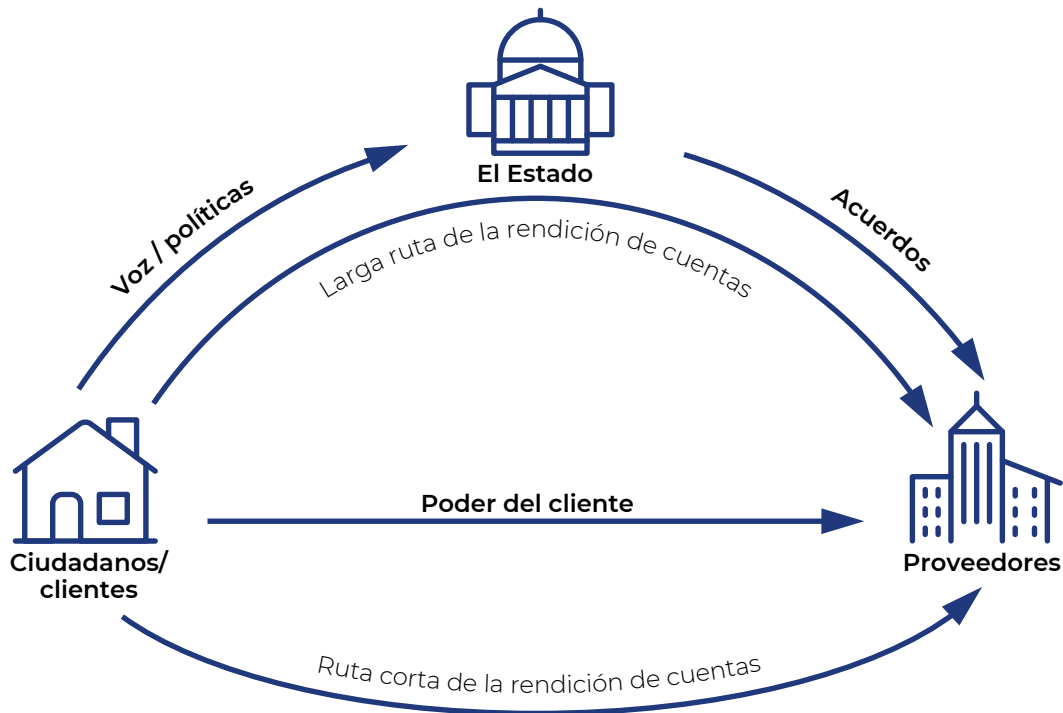 El Estado
Voz / políticas
Acuerdos
Larga ruta de la rendición de cuentas
Poder del cliente
Ciudadanos/
clientes
Proveedores
Ruta corta de la rendición de cuentas